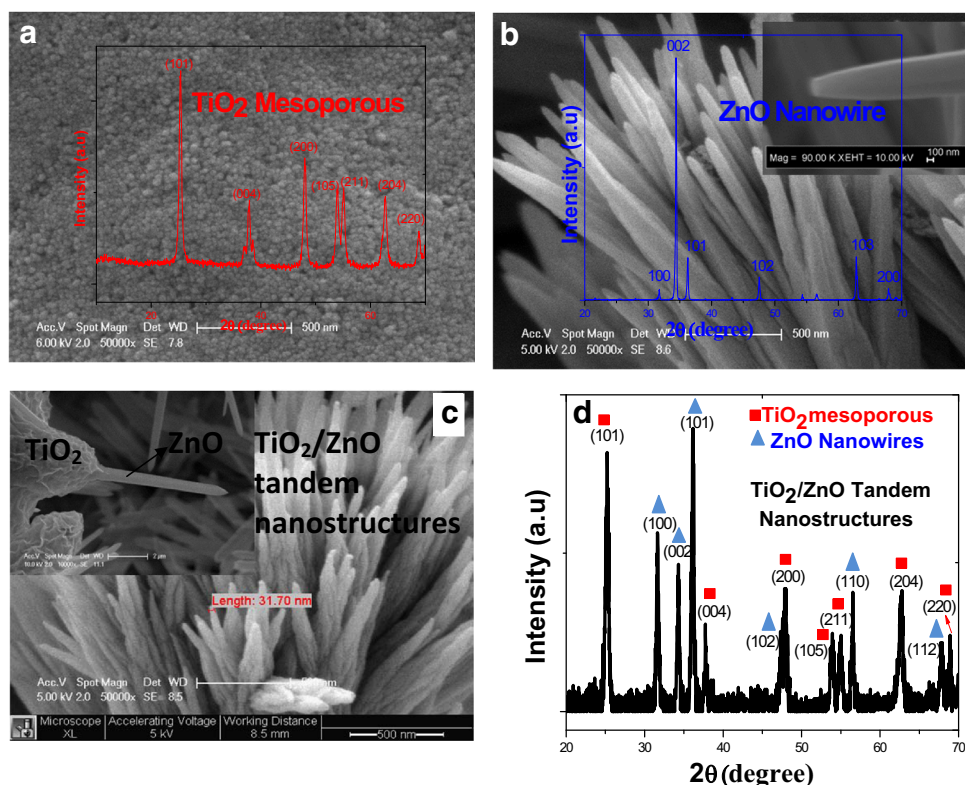 a
(101)
TiO2 Mesoporous
(200)
(105)
(211)
(004)
(204)
(220)
Intensity (a.u)
20
60
2θ (degree)
Acc.V Spot Magn Det WD
500 nm
6.00 kV 2.0 50000x SE 7.8
b
002
ZnO Nanowire
Mag = 90.00 K X EHT = 10.00 kV
100 nm
Intensity (a.u)
100
101
102
103
200
20 30 40 50 60 70
2θ (degree)
Acc.V Spot Magn Det WD
500 nm
5.00 kV 2.0 50000x SE 8.6
c
TiO2
ZnO
TiO2/ZnO
tandem
nanostructures
Acc.V Spot Magn Det WD
2 µm
10.0 kV 2.0 10000x SE 11.1
Length: 31.70 nm
Acc.V Spot Magn Det WD
5.00 kV 2.0 50000x SE 8.5
Microscope Accelerating Voltage Working Distance
XL 5 kV 8.5 mm
500 nm
d
TiO2 mesoporous
ZnO Nanowires
TiO2/ZnO Tandem
Nanostructures
(101)
(100)
(002)
(101)
(004)
(102)
(200)
(105)
(211)
(110)
(204)
(112)
(220)
Intensity (a.u)
20 30 40 50 60 70
2θ (degree)